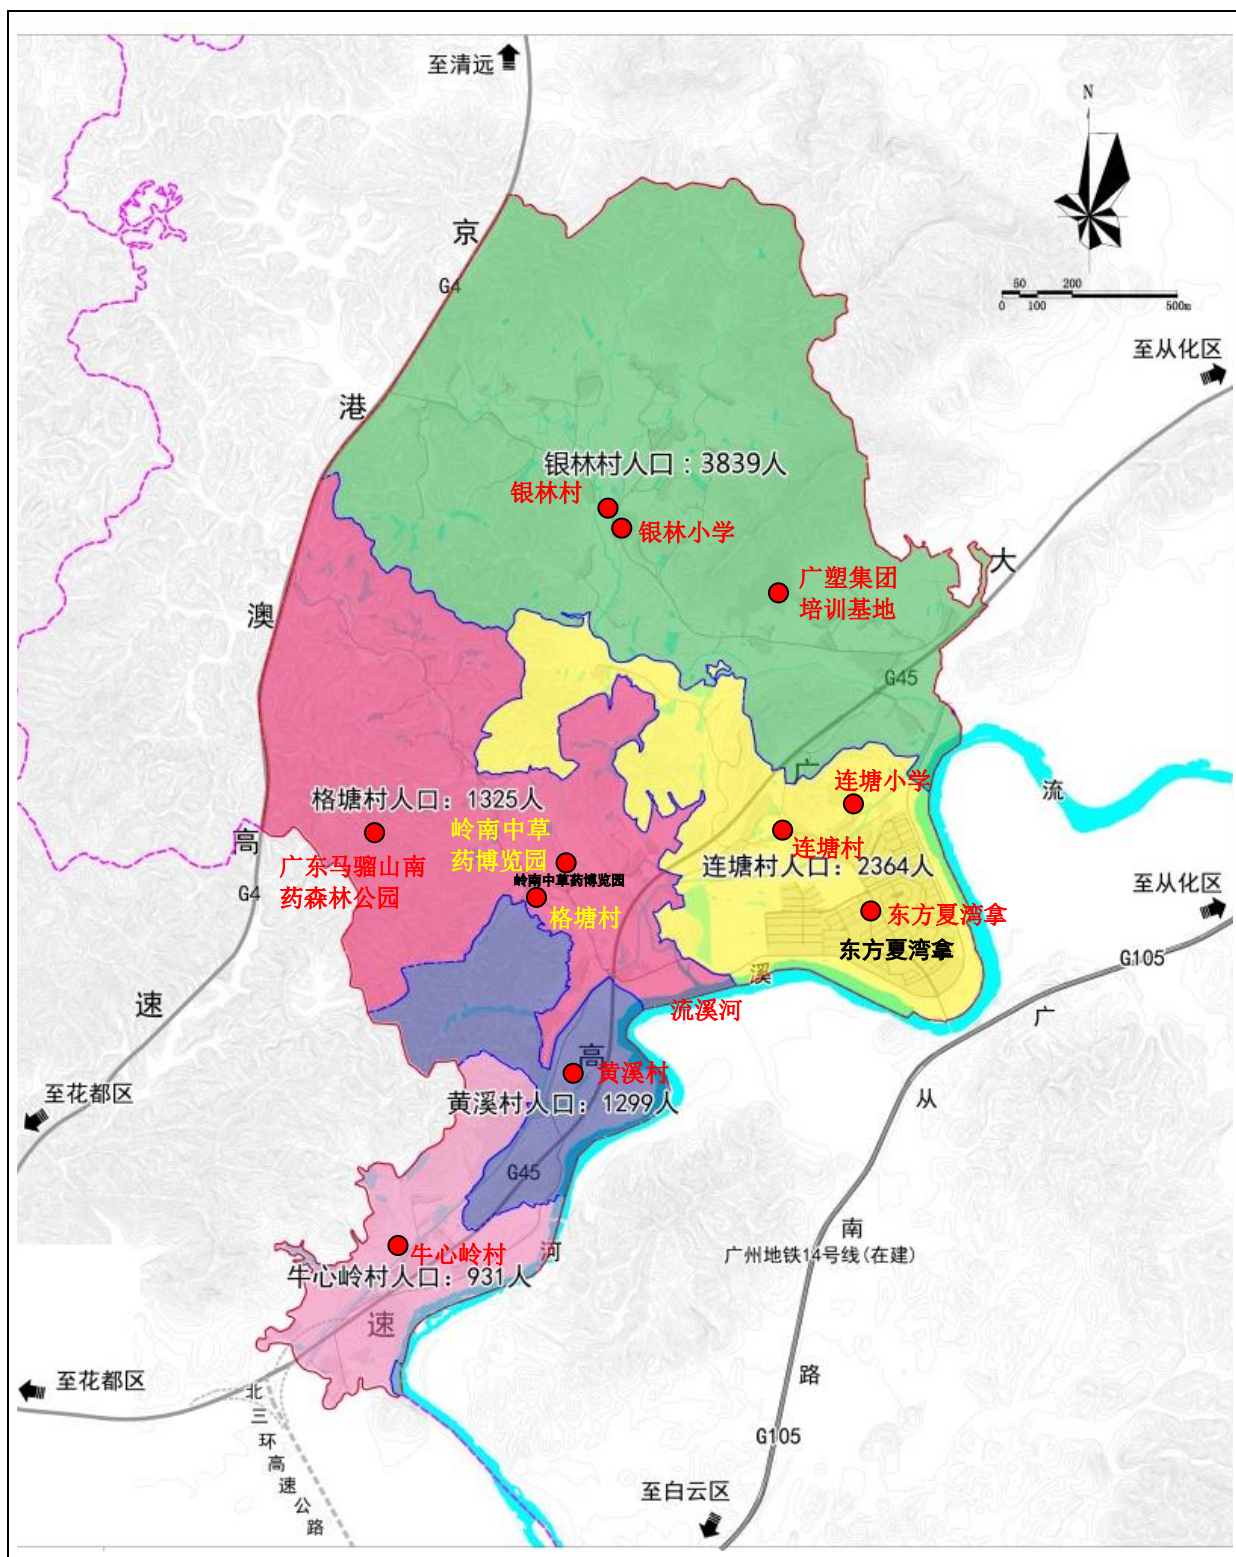 至清远
N
京
G4
50 200
0 100 500m
至从化区
港
银林村人口：3839人
银林村
银林小学
大
广塑集团
培训基地
澳
G45
广
连塘小学
流
格塘村人口：1325人
岭南中草
药博览园
高
连塘村
广东马骝山南
药森林公园
连塘村人口：2364人
岭南中草药博览园
至从化区
G4
格塘村
东方夏湾拿
东方夏湾拿
G105
溪
速
流溪河
广
高
黄溪村
至花都区
从
黄溪村人口：1299人
G45
南
广州地铁14号线(在建)
河
牛心岭村
牛心岭村人口：931人
速
路
至花都区
北
三
环
高
速
公
路
G105
至白云区